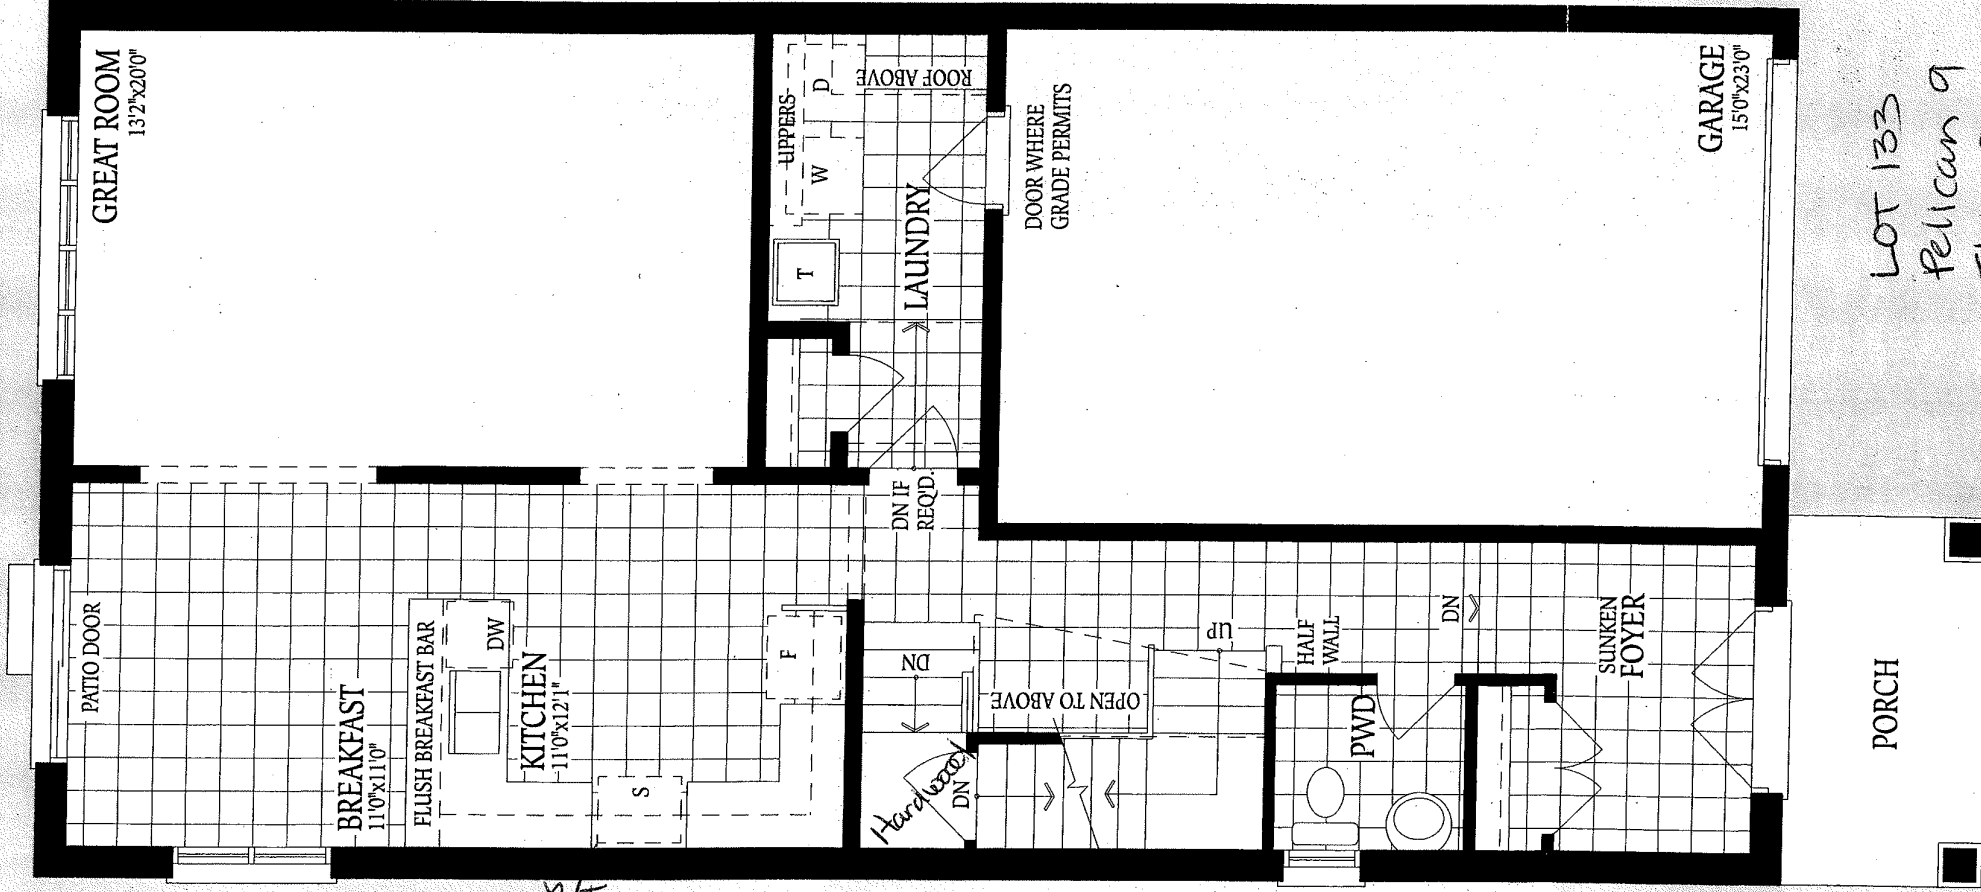 GREAT ROOM
13'2"x20'0"
UPPERS
D
W
T
ROOF ABOVE
LAUNDRY
DOOR WHERE
GRADE PERMITS
GARAGE
15'0"x23'0"
LOT 133
Pelican 9
PATIO DOOR
BREAKFAST
11'0"x11'0"
FLUSH BREAKFAST BAR
DW
KITCHEN
11'0"x12'1"
S
F
DN IF
REQ'D.
DN
OPEN TO ABOVE
UP
Hardwood
DN
HALF
WALL
PWD
DN
SUNKEN
FOYER
PORCH